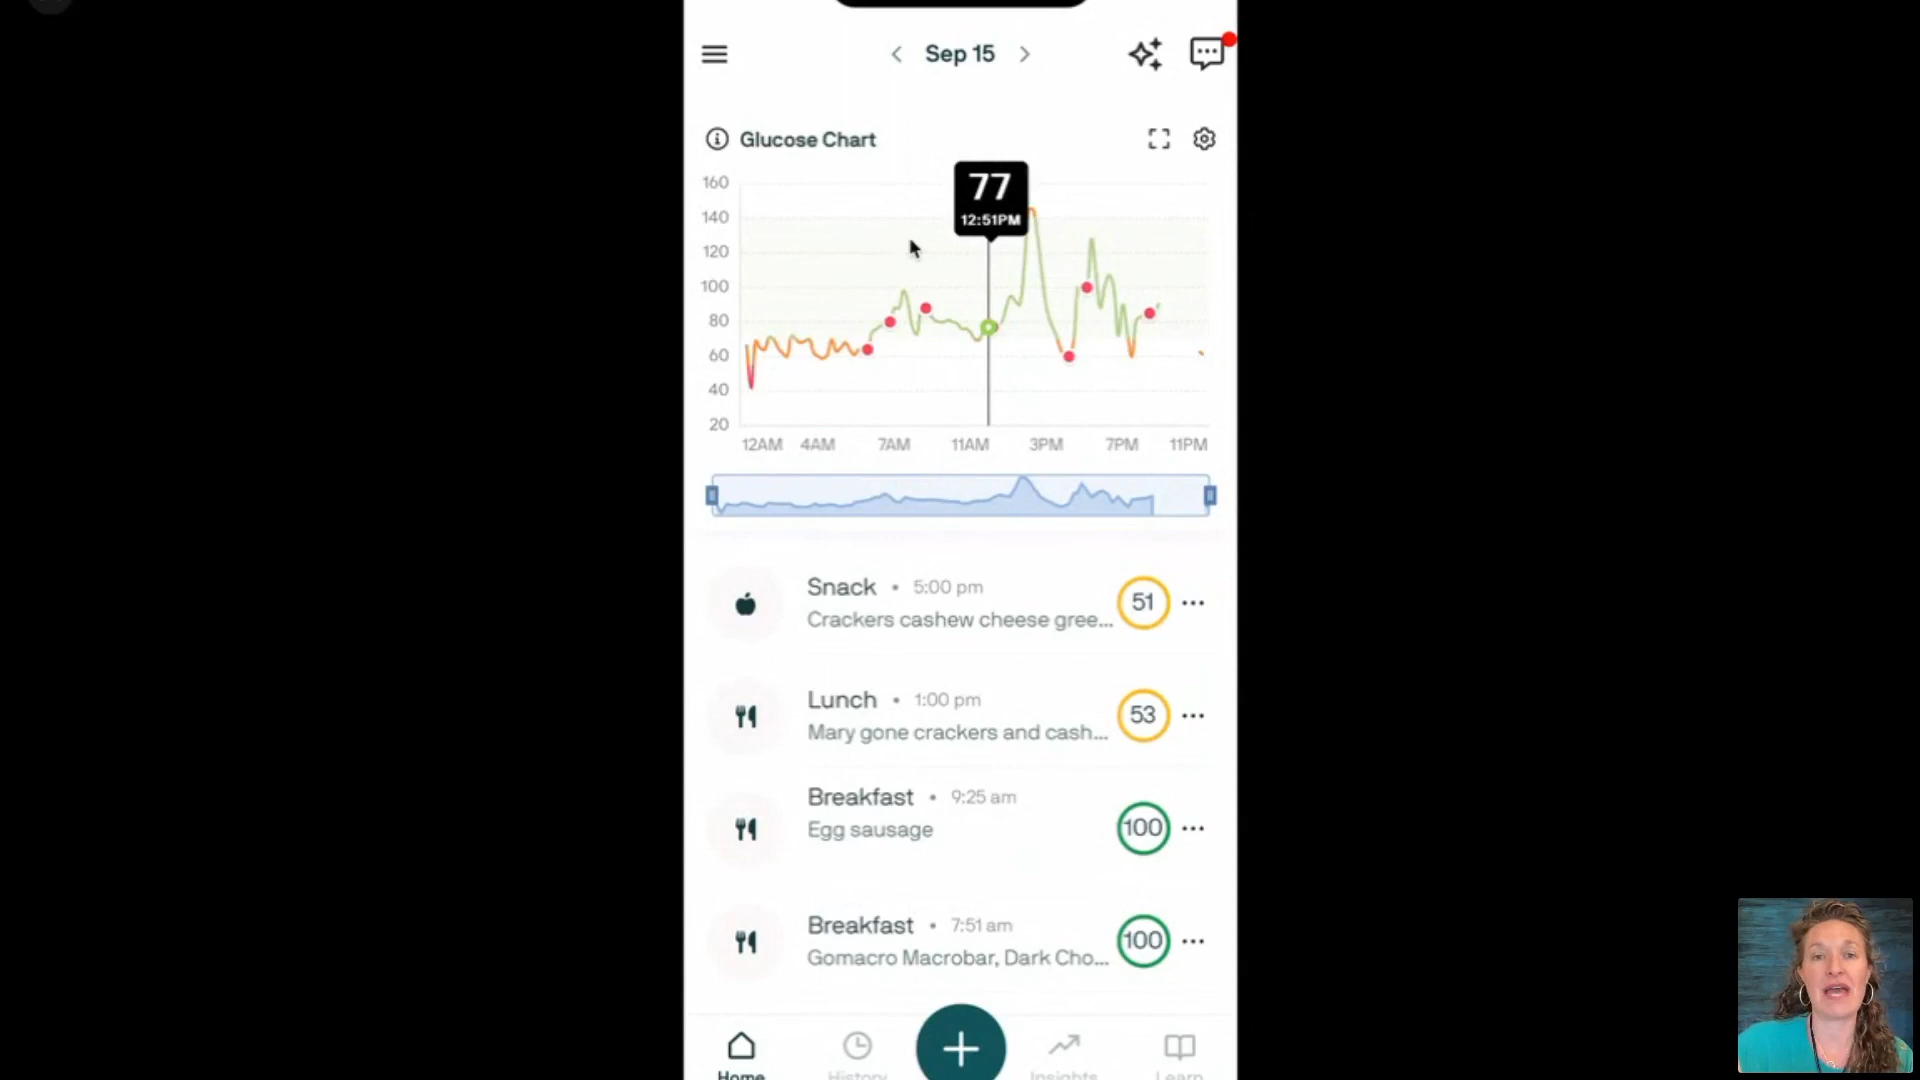 Sep 15
Glucose Chart
77
12:51PM
160
140
120
100
80
60
40
20
12AM 4AM 7AM 11AM 3PM 7PM 11PM
Snack • 5:00 pm
Crackers cashew cheese gree...
51
Lunch • 1:00 pm
Mary gone crackers and cash...
53
Breakfast • 9:25 am
Egg sausage
100
Breakfast • 7:51 am
Gomacro Macrobar, Dark Cho...
100
Home History Insights Learn